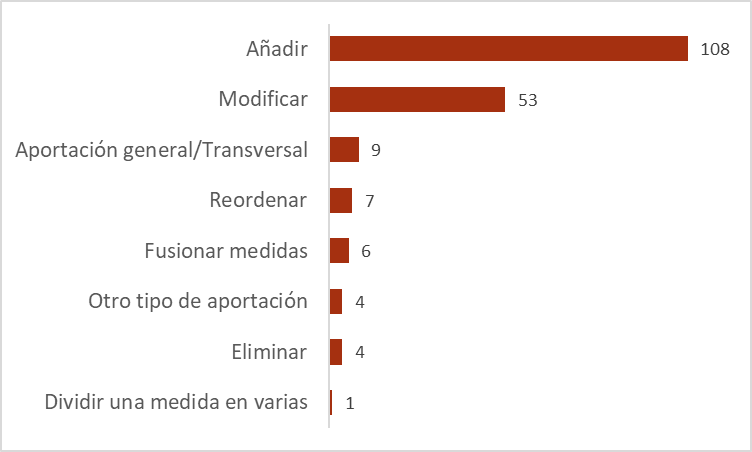 Añadir 108
Modificar 53
Aportación general/Transversal 9
Reordenar 7
Fusionar medidas 6
Otro tipo de aportación 4
Eliminar 4
Dividir una medida en varias 1